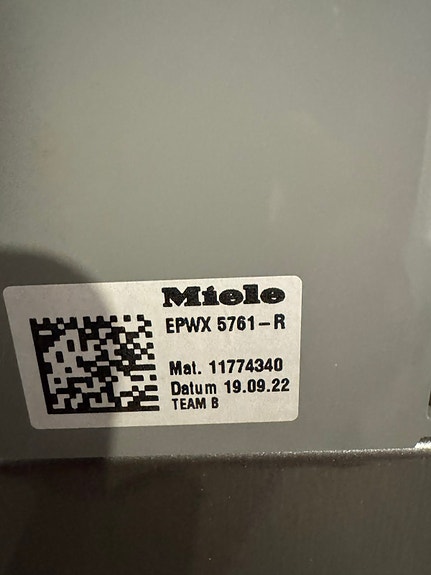 Miele
EPWX 5761-R
Mat. 11774340
Datum 19.09.22
TEAM B